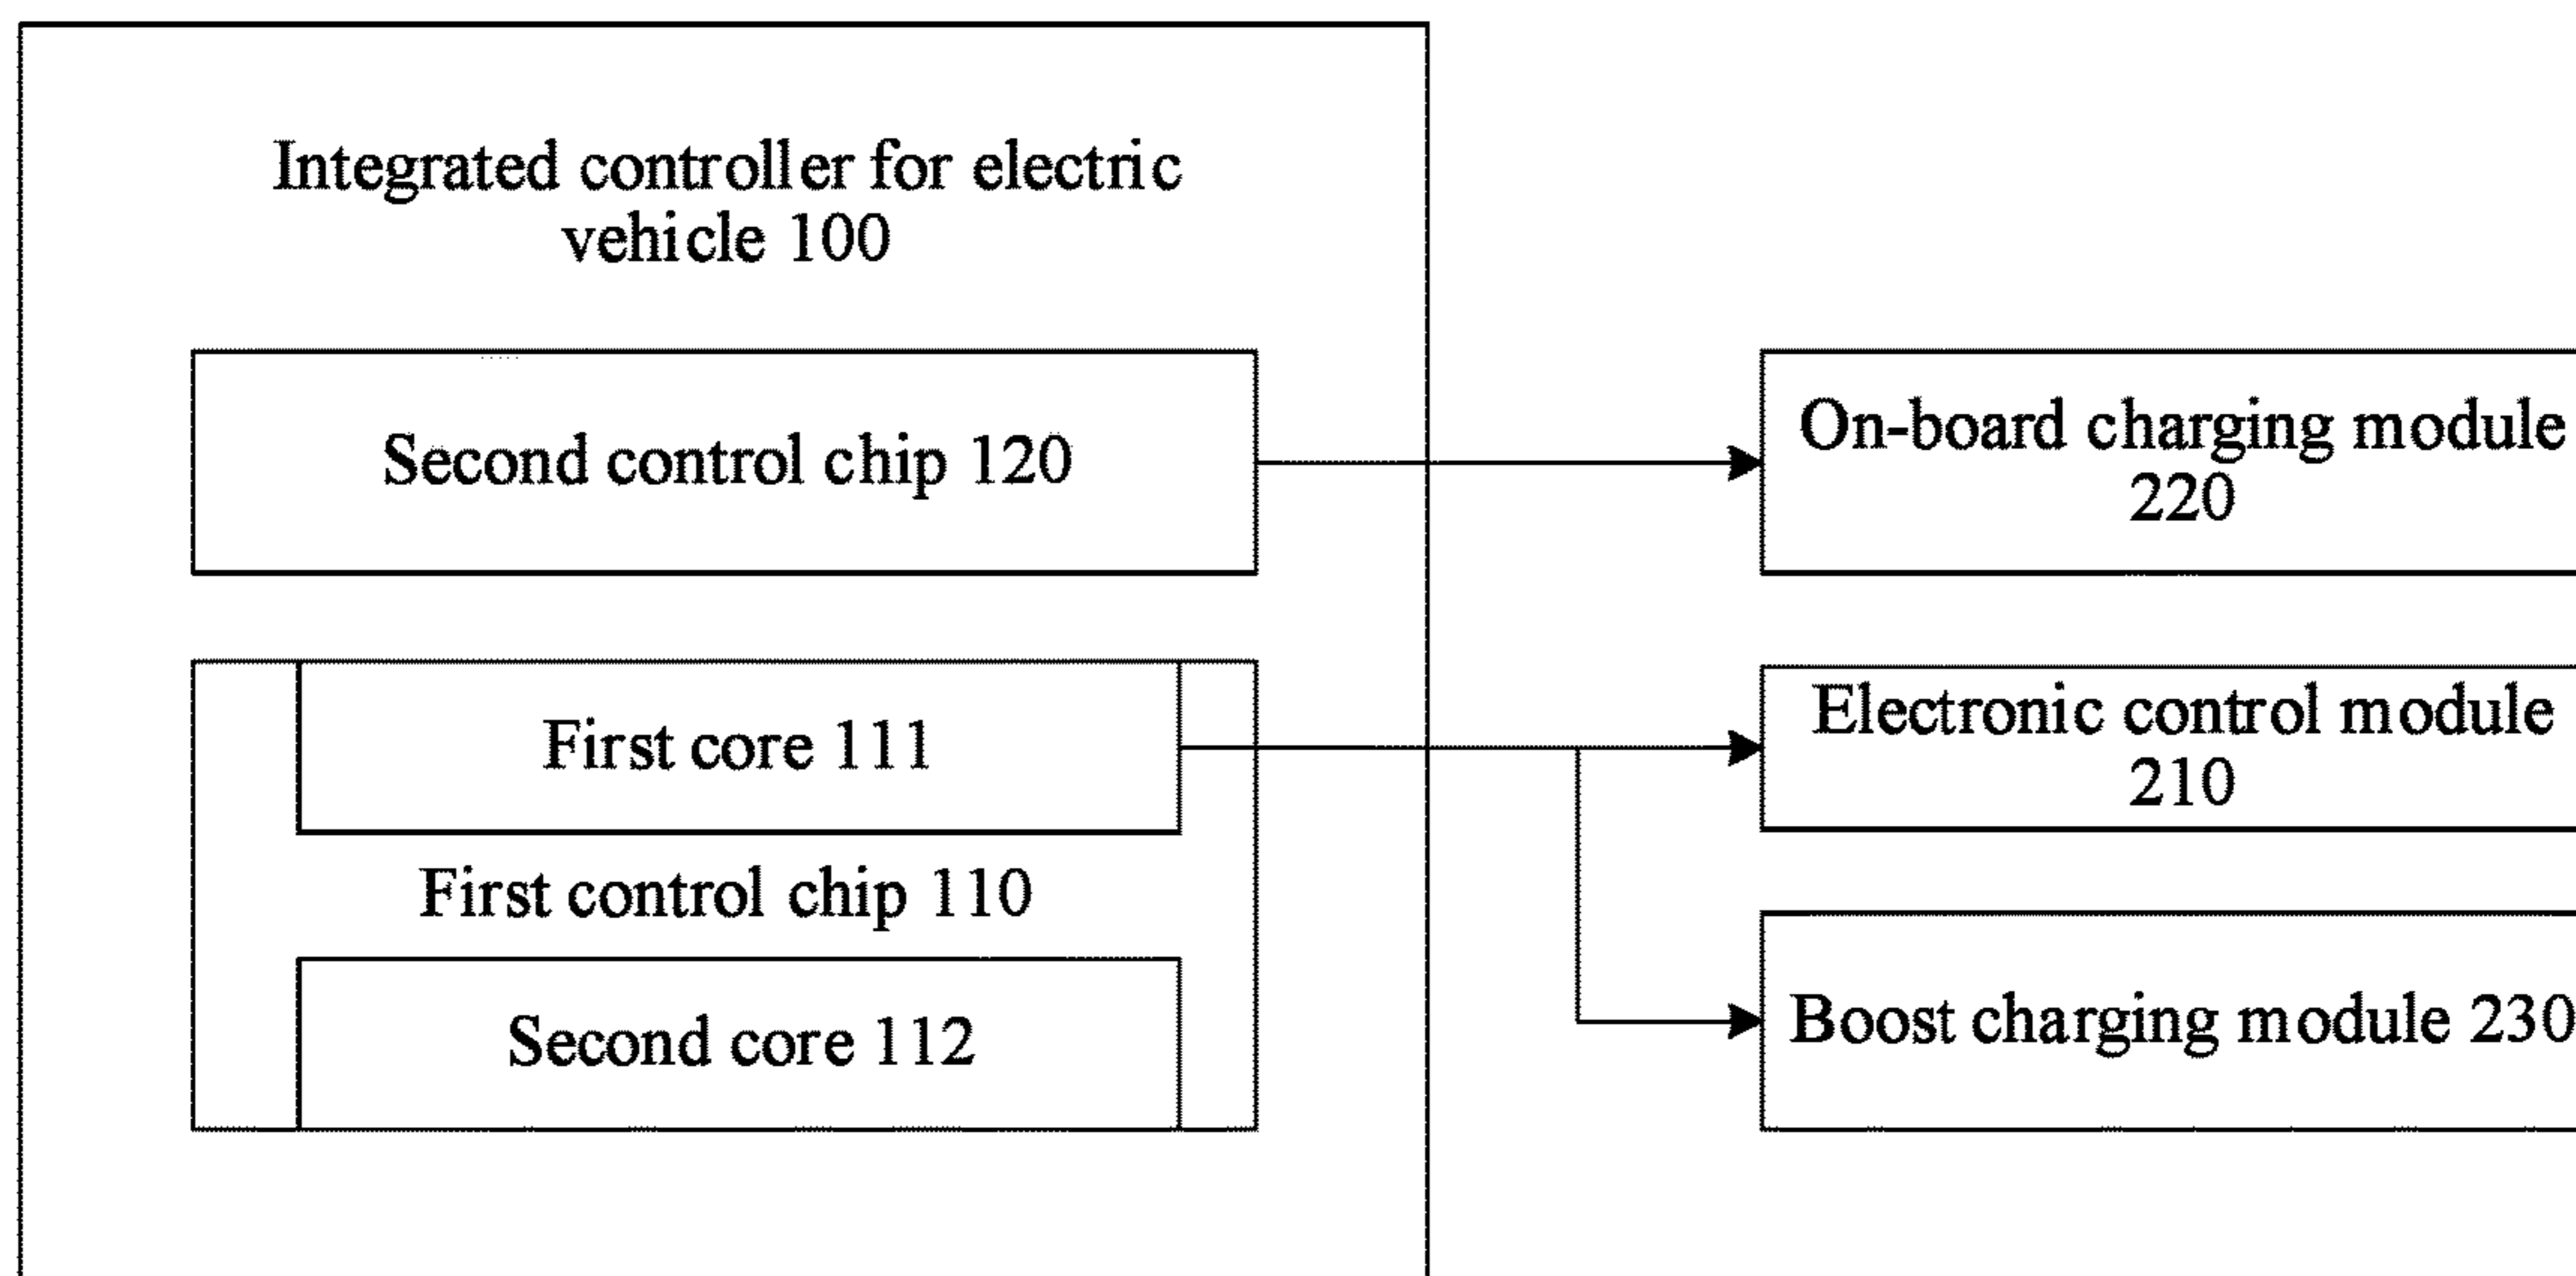 Integrated controller for electric
vehicle 100
Second control chip 120
On-board charging module
220
First core 111
Electronic control module
210
First control chip 110
Second core 112
Boost charging module 230